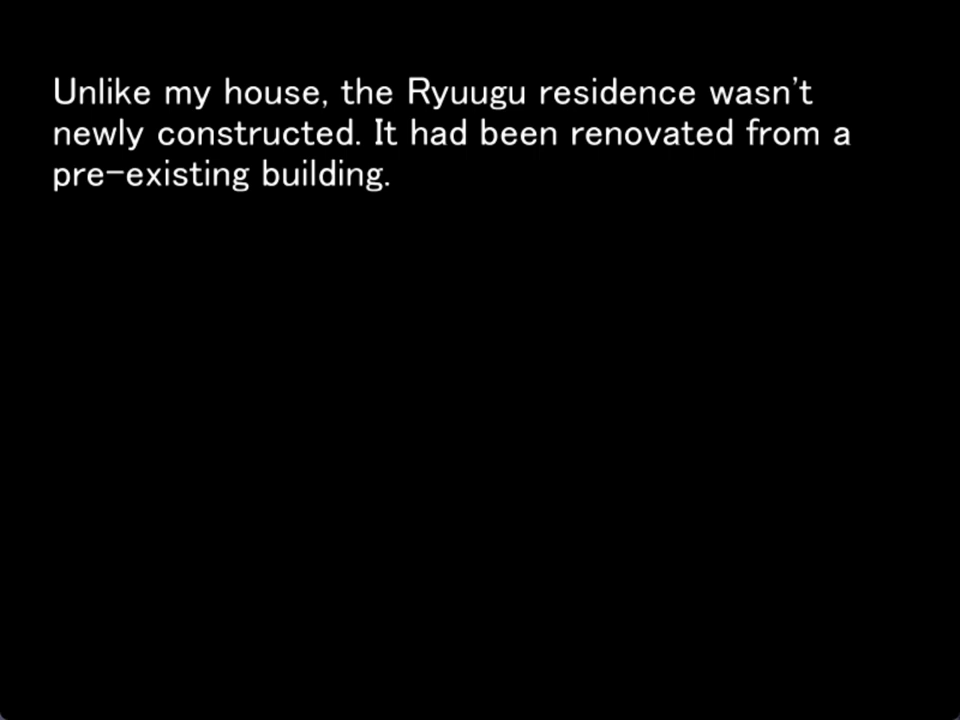 Unlike my house, the Ryuugu residence wasn't
newly constructed. It had been renovated from a
pre-existing building.